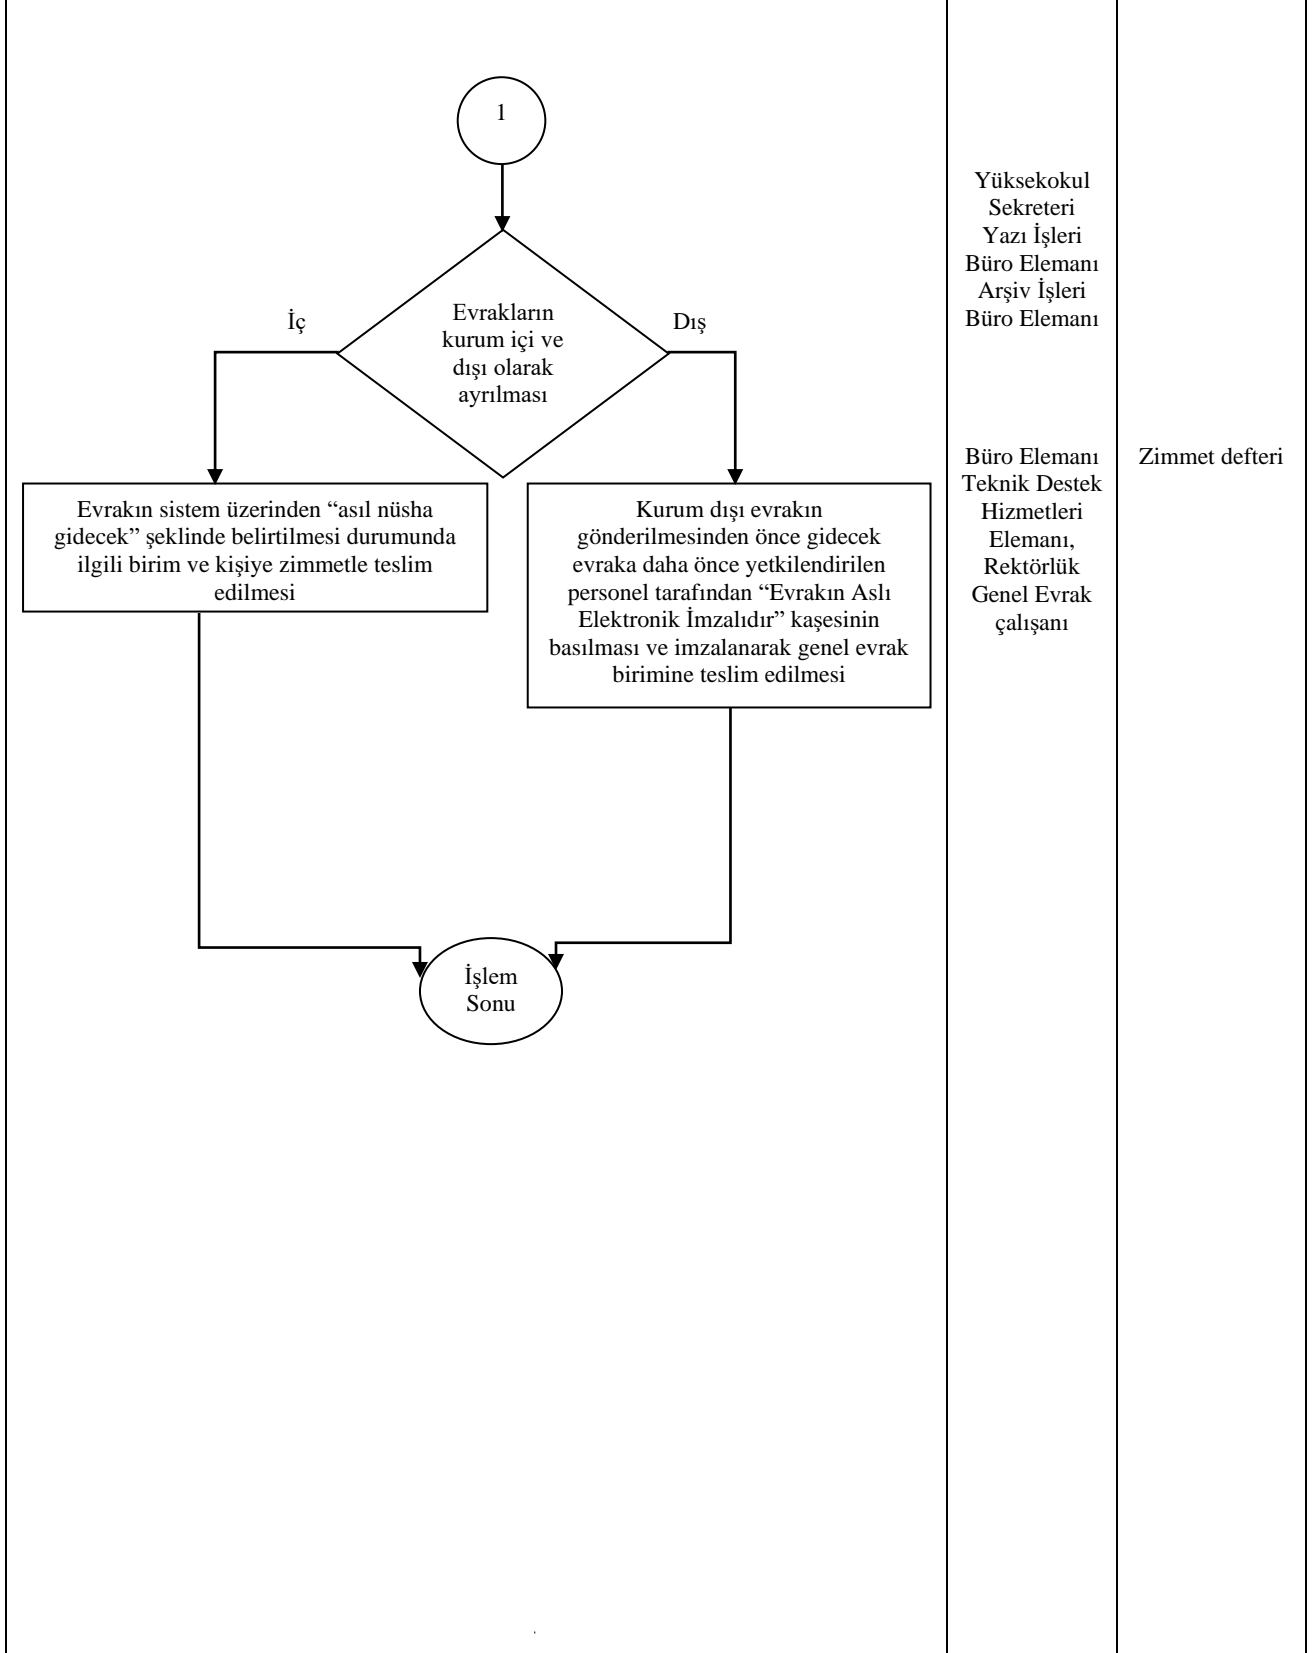 1
Evrakların
kurum içi ve
dışı olarak
ayrılması
İç
Dış
Evrakın sistem üzerinden “asıl nüsha
gidecek” şeklinde belirtilmesi durumunda
ilgili birim ve kişiye zimmetle teslim
edilmesi
Kurum dışı evrakın
gönderilmesinden önce gidecek
evraka daha önce yetkilendirilen
personel tarafından “Evrakın Aslı
Elektronik İmzalıdır” kaşesinin
basılması ve imzalanarak genel evrak
birimine teslim edilmesi
İşlem
Sonu
Yüksekokul
Sekreteri
Yazı İşleri
Büro Elemanı
Arşiv İşleri
Büro Elemanı
Büro Elemanı
Teknik Destek
Hizmetleri
Elemanı,
Rektörlük
Genel Evrak
çalışanı
Zimmet defteri